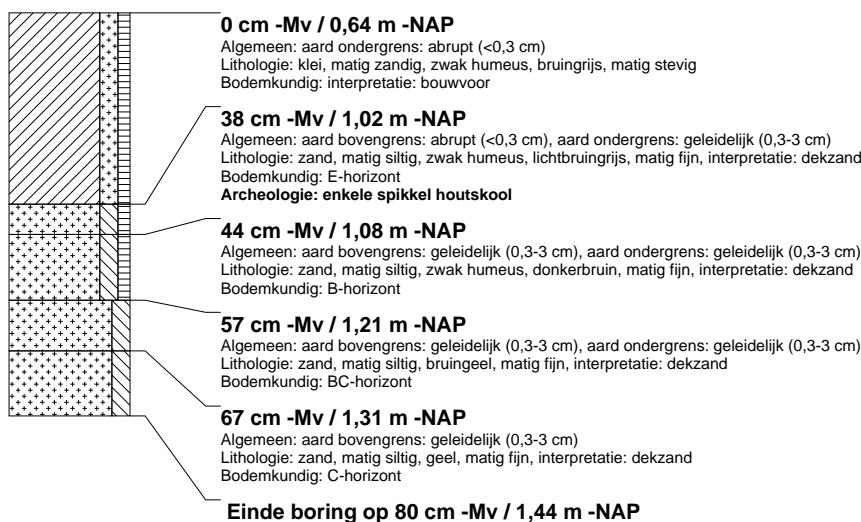 0 cm -Mv / 0,64 m -NAP
Algemeen: aard ondergrens: abrupt (<0,3 cm)
Lithologie: klei, matig zandig, zwak humeus, bruingrijs, matig stevig
Bodemkundig: interpretatie: bouwvoor
38 cm -Mv / 1,02 m -NAP
Algemeen: aard bovengrens: abrupt (<0,3 cm), aard ondergrens: geleidelijk (0,3-3 cm)
Lithologie: zand, matig siltig, zwak humeus, lichtbruingrijs, matig fijn, interpretatie: dekzand
Bodemkundig: E-horizont
Archeologie: enkele spikkel houtskool
44 cm -Mv / 1,08 m -NAP
Algemeen: aard bovengrens: geleidelijk (0,3-3 cm), aard ondergrens: geleidelijk (0,3-3 cm)
Lithologie: zand, matig siltig, zwak humeus, donkerbruin, matig fijn, interpretatie: dekzand
Bodemkundig: B-horizont
57 cm -Mv / 1,21 m -NAP
Algemeen: aard bovengrens: geleidelijk (0,3-3 cm), aard ondergrens: geleidelijk (0,3-3 cm)
Lithologie: zand, matig siltig, bruingeel, matig fijn, interpretatie: dekzand
Bodemkundig: BC-horizont
67 cm -Mv / 1,31 m -NAP
Algemeen: aard bovengrens: geleidelijk (0,3-3 cm)
Lithologie: zand, matig siltig, geel, matig fijn, interpretatie: dekzand
Bodemkundig: C-horizont
Einde boring op 80 cm -Mv / 1,44 m -NAP